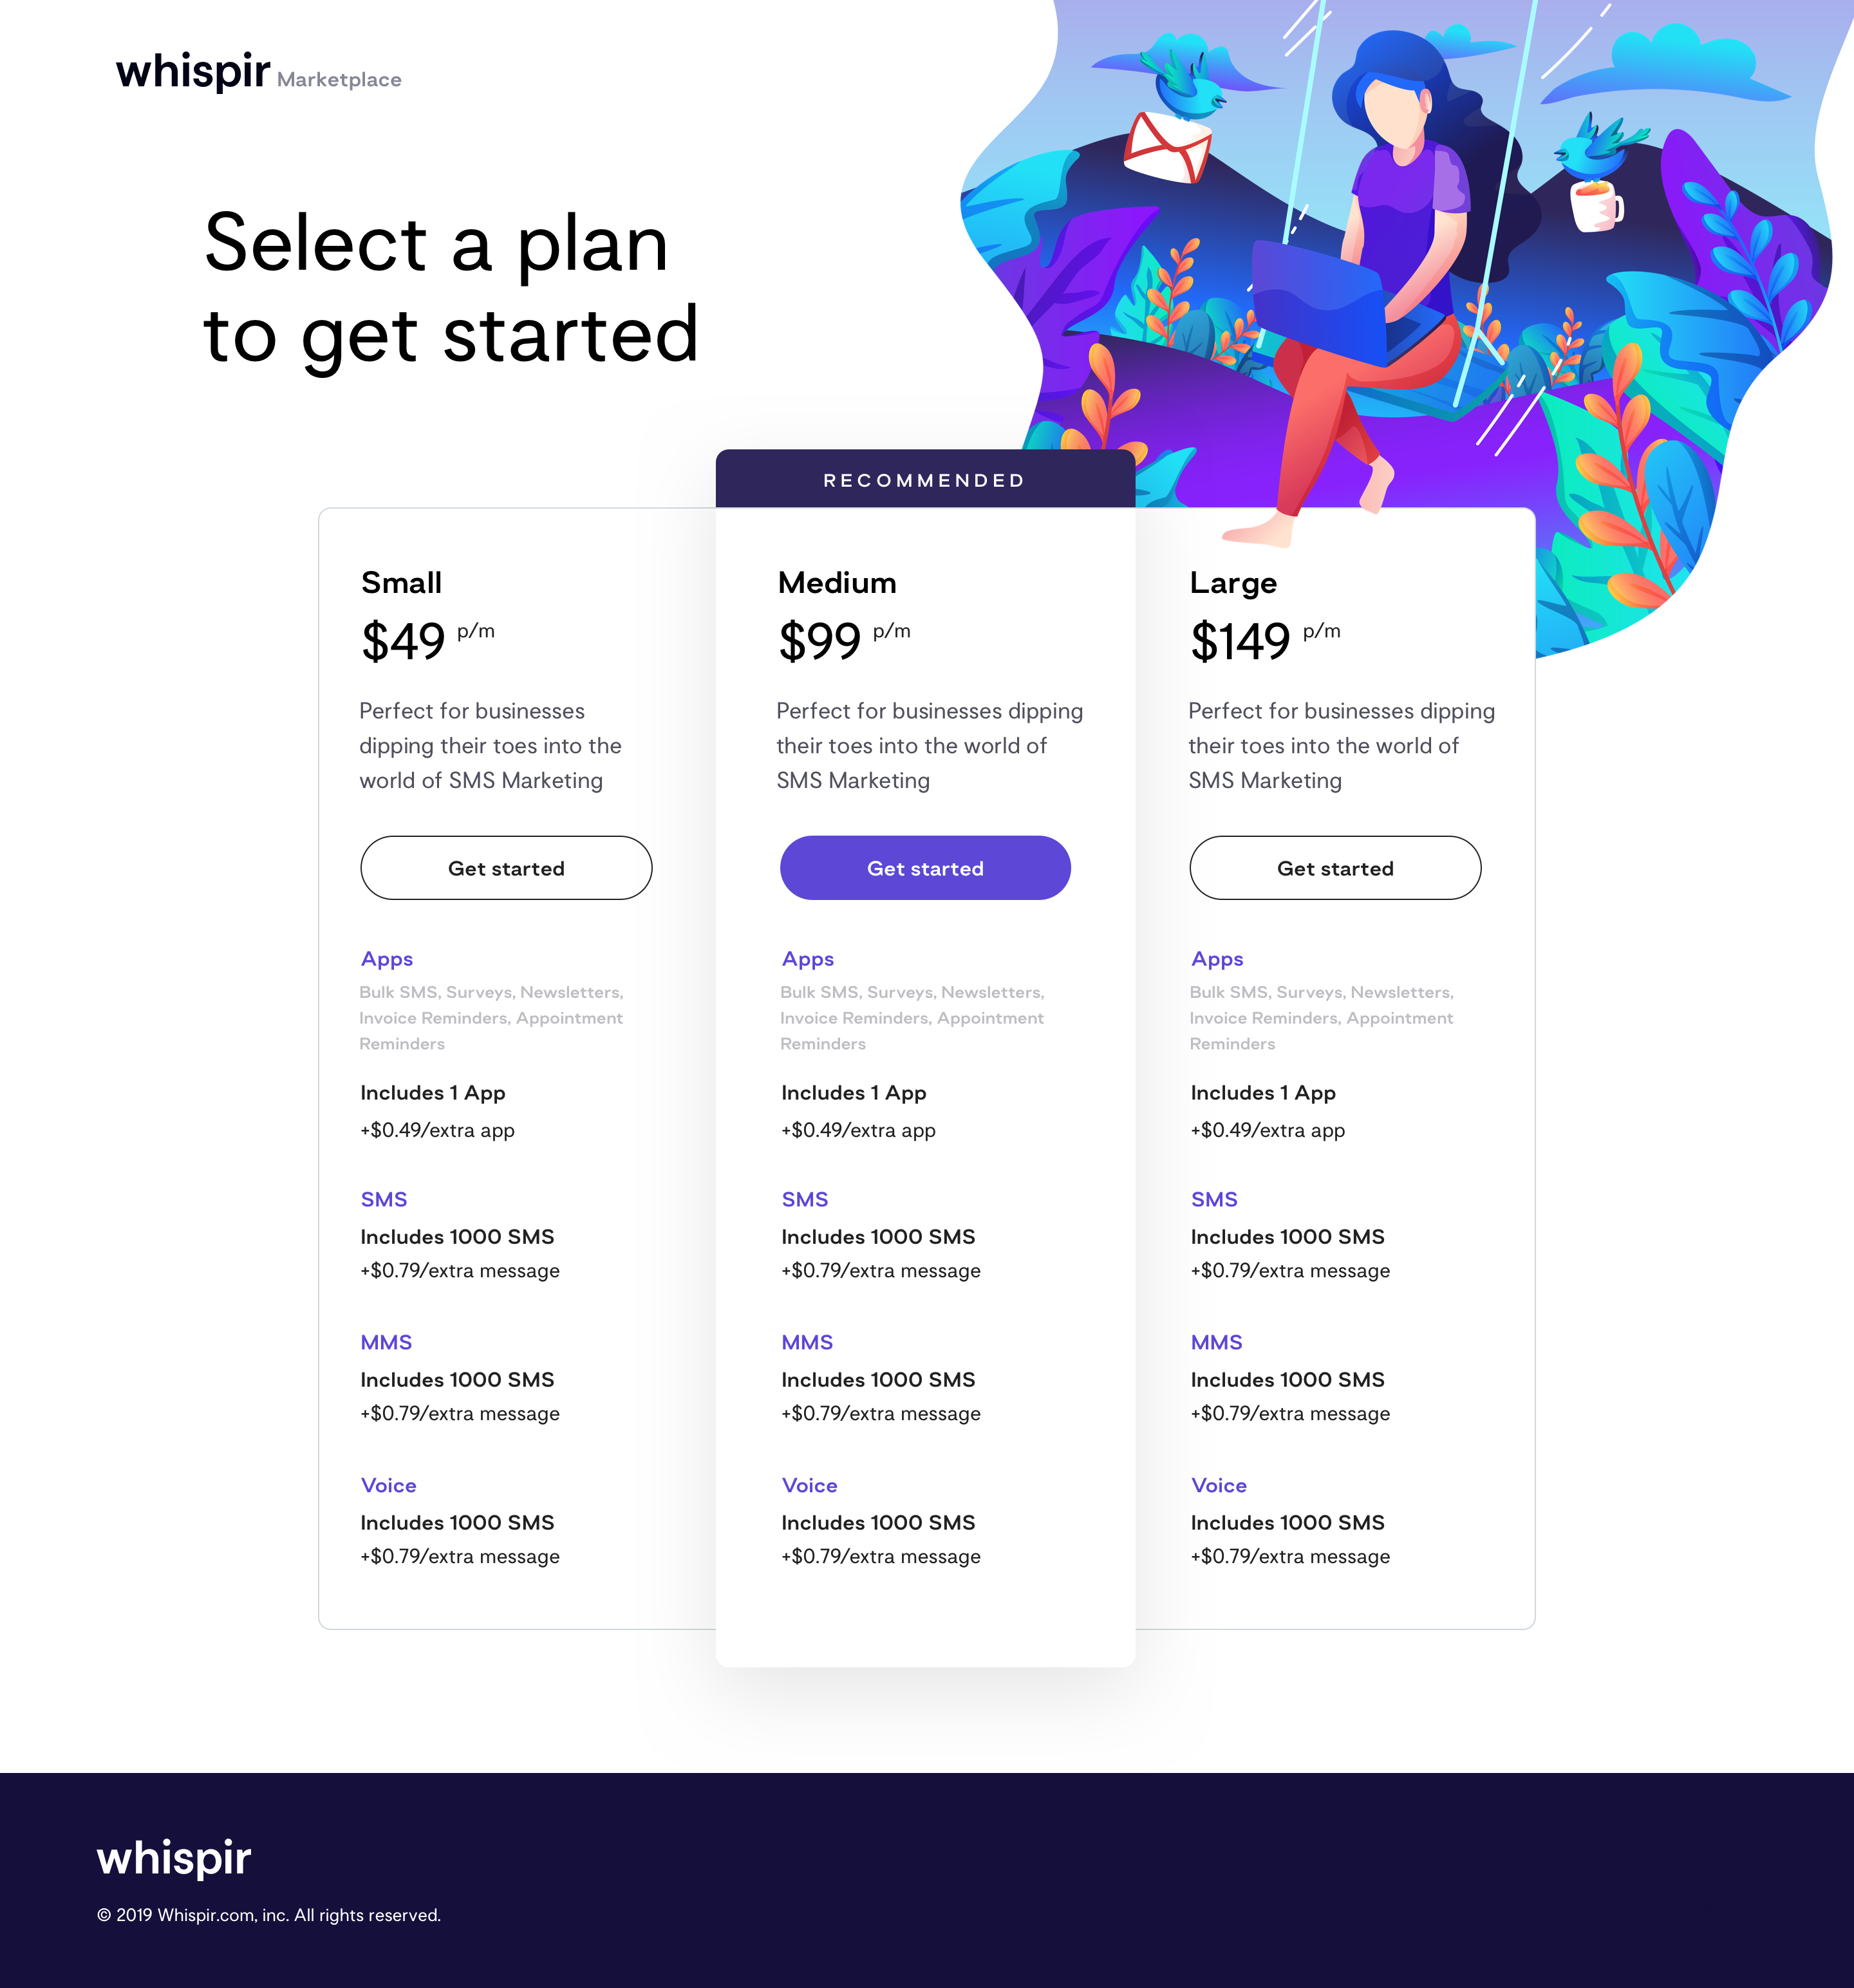 whispir Marketplace
Select a plan
to get started
RECOMMENDED
Small
$49 p/m
Perfect for businesses
dipping their toes into the
world of SMS Marketing
Get started
Apps
Bulk SMS, Surveys, Newsletters,
Invoice Reminders, Appointment
Reminders
Includes 1 App
+$0.49/extra app
SMS
Includes 1000 SMS
+$0.79/extra message
MMS
Includes 1000 SMS
+$0.79/extra message
Voice
Includes 1000 SMS
+$0.79/extra message
Medium
$99 p/m
Perfect for businesses dipping
their toes into the world of
SMS Marketing
Get started
Apps
Bulk SMS, Surveys, Newsletters,
Invoice Reminders, Appointment
Reminders
Includes 1 App
+$0.49/extra app
SMS
Includes 1000 SMS
+$0.79/extra message
MMS
Includes 1000 SMS
+$0.79/extra message
Voice
Includes 1000 SMS
+$0.79/extra message
Large
$149 p/m
Perfect for businesses dipping
their toes into the world of
SMS Marketing
Get started
Apps
Bulk SMS, Surveys, Newsletters,
Invoice Reminders, Appointment
Reminders
Includes 1 App
+$0.49/extra app
SMS
Includes 1000 SMS
+$0.79/extra message
MMS
Includes 1000 SMS
+$0.79/extra message
Voice
Includes 1000 SMS
+$0.79/extra message
whispir
© 2019 Whispir.com, inc. All rights reserved.